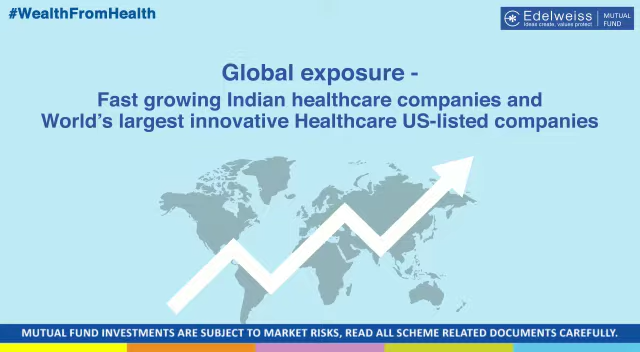 #WealthFromHealth
Edelweiss
Ideas create, values protect
MUTUAL
FUND
Global exposure -
Fast growing Indian healthcare companies and
World's largest innovative Healthcare US-listed companies
MUTUAL FUND INVESTMENTS ARE SUBJECT TO MARKET RISKS, READ ALL SCHEME RELATED DOCUMENTS CAREFULLY.